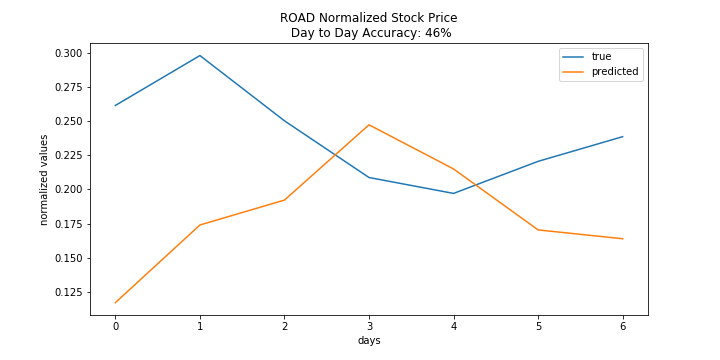 ROAD Normalized Stock Price
Day to Day Accuracy: 46%
true
predicted
normalized values
0.300
0.275
0.250
0.225
0.200
0.175
0.150
0.125
0 1 2 3 4 5 6
days